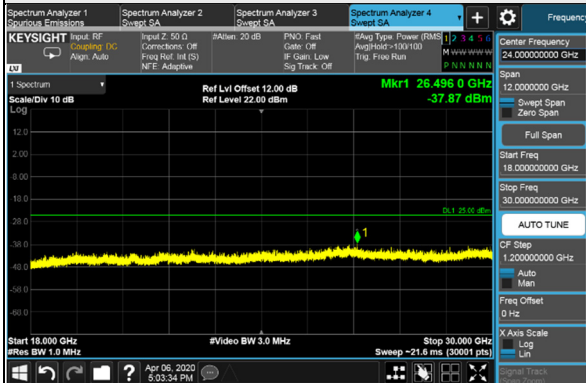 Spectrum Analyzer 1
Spurious Emissions
Spectrum Analyzer 2
Swept SA
Spectrum Analyzer 3
Swept SA
Spectrum Analyzer 4
Swept SA
+
Frequency
KEYSIGHT
Input: RF
Coupling: DC
Align: Auto
Input Z: 50 Ω
Corrections: Off
Freq Ref: Int (S)
NFE: Adaptive
#Atten: 20 dB
PNO: Fast
Gate: Off
IF Gain: Low
Sig Track: Off
#Avg Type: Power (RMS
Avg|Hold:>100/100
Trig: Free Run
1 2 3 4 5 6
M W W W W W
P N N N N N
LXI
1 Spectrum
Scale/Div 10 dB
Ref Lvl Offset 12.00 dB
Ref Level 22.00 dBm
Mkr1 26.496 0 GHz
-37.87 dBm
Log
12.0
2.00
-8.00
-18.0
DL1 25.00 dBm
-28.0
1
-38.0
-48.0
-58.0
-68.0
Start 18.000 GHz
#Res BW 1.0 MHz
#Video BW 3.0 MHz
Stop 30.000 GHz
Sweep ~21.6 ms (30001 pts)
Center Frequency
24.000000000 GHz
Span
12.0000000 GHz
Swept Span
Zero Span
Full Span
Start Freq
18.000000000 GHz
Stop Freq
30.000000000 GHz
AUTO TUNE
CF Step
1.200000000 GHz
Auto
Man
Freq Offset
0 Hz
X Axis Scale
Log
Lin
Signal Track
?
Apr 06, 2020
5:03:34 PM